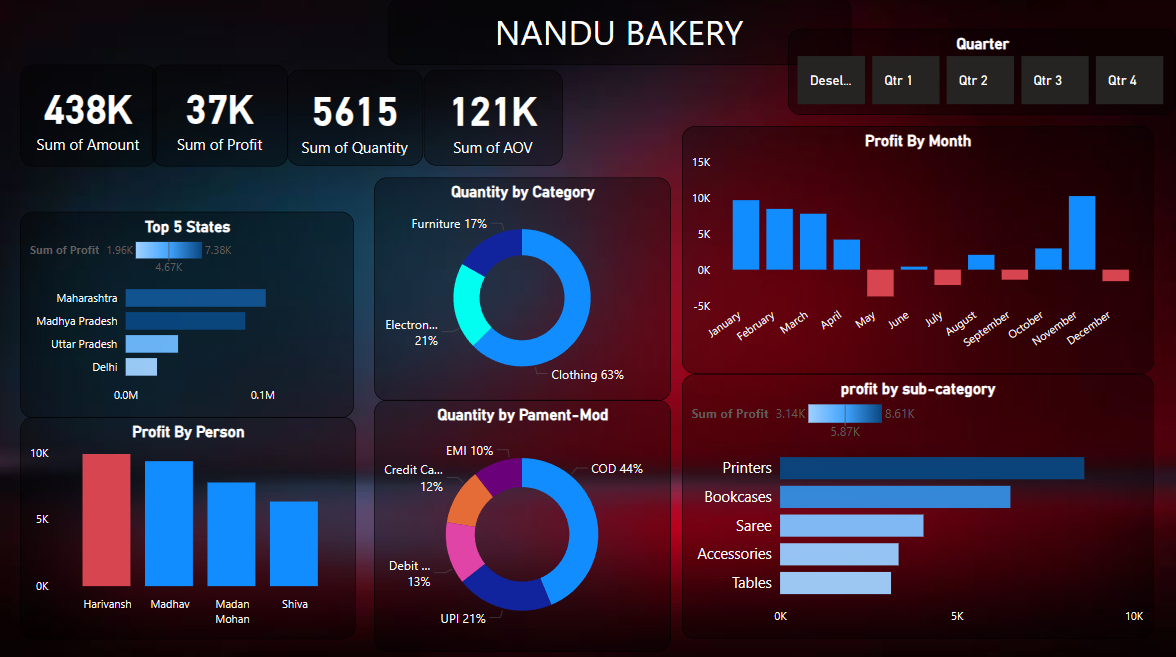 NANDU BAKERY
Quarter
Desel...
Qtr 1
Qtr 2
Qtr 3
Qtr 4
438K
Sum of Amount
37K
Sum of Profit
5615
Sum of Quantity
121K
Sum of AOV
Top 5 States
Sum of Profit 1.96K 7.38K
4.67K
Maharashtra
Madhya Pradesh
Uttar Pradesh
Delhi
0.0M 0.1M
Profit By Person
10K
5K
0K
Harivansh
Madhav
Madan
Mohan
Shiva
Quantity by Category
Furniture 17%
Electron...
21%
Clothing 63%
Quantity by Pament-Mod
EMI 10%
COD 44%
Credit Ca...
12%
Debit ...
13%
UPI 21%
Profit By Month
15K
10K
5K
0K
-5K
January
February
March
April
May
June
July
August
September
October
November
December
profit by sub-category
Sum of Profit 3.14K 8.61K
5.87K
Printers
Bookcases
Saree
Accessories
Tables
0K 5K 10K